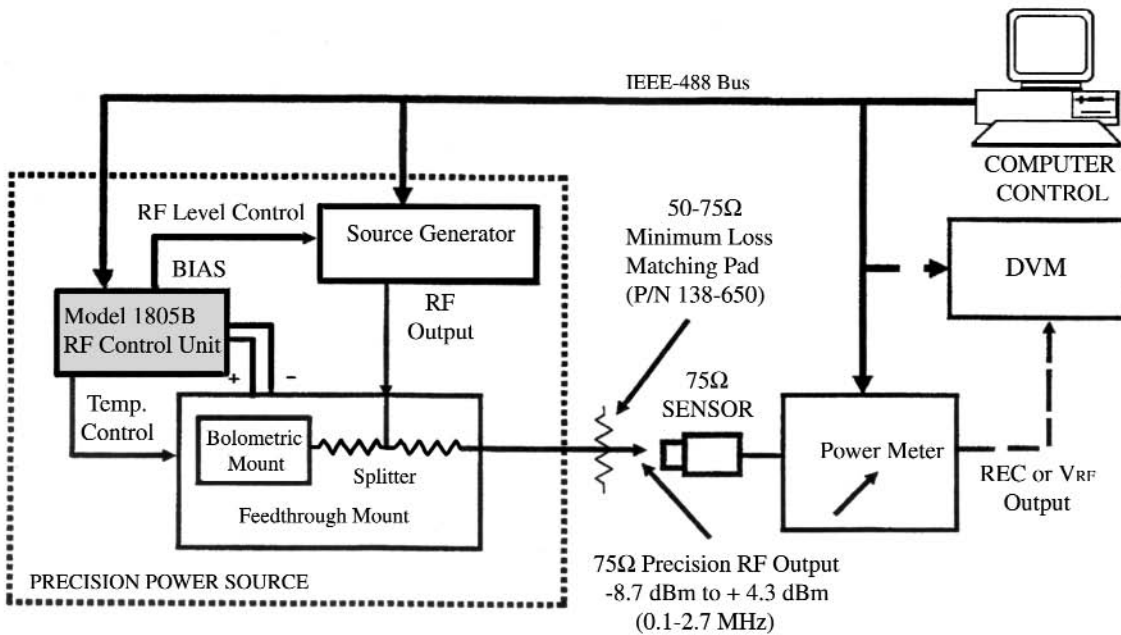 IEEE-488 Bus
COMPUTER
CONTROL
RF Level Control
Source Generator
50-75Ω
Minimum Loss
Matching Pad
(P/N 138-650)
DVM
BIAS
Model 1805B
RF Control Unit
RF
Output
+ -
75Ω
SENSOR
Temp.
Control
Bolometric
Mount
Splitter
Feedthrough Mount
Power Meter
REC or VRF
Output
PRECISION POWER SOURCE
75Ω Precision RF Output
-8.7 dBm to + 4.3 dBm
(0.1-2.7 MHz)